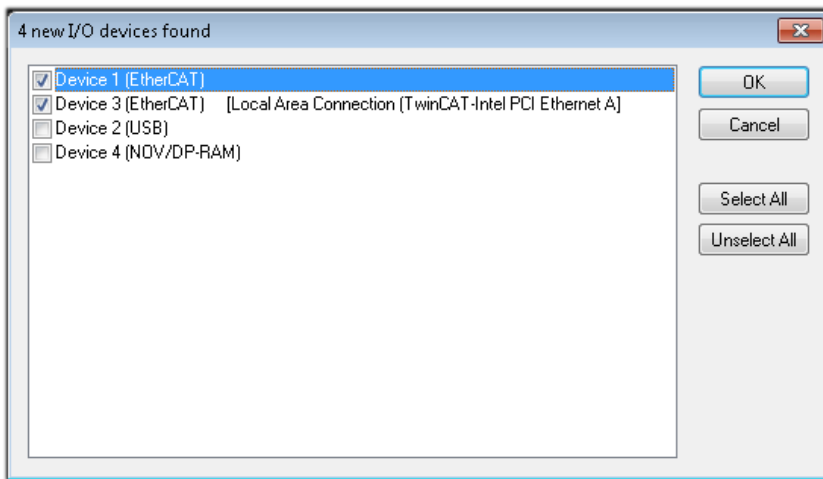 4 new I/O devices found
Device 1 (EtherCAT)
Device 3 (EtherCAT) [Local Area Connection (TwinCAT-Intel PCI Ethernet A]
Device 2 (USB)
Device 4 (NOV/DP-RAM)
OK
Cancel
Select All
Unselect All